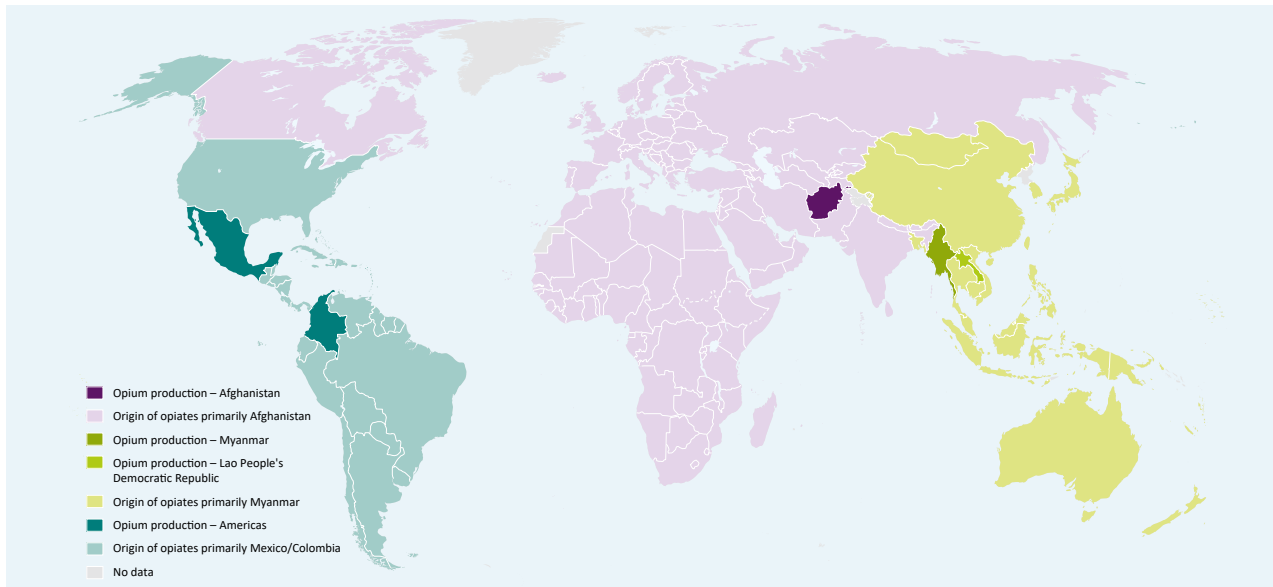 Opium production – Afghanistan
Origin of opiates primarily Afghanistan
Opium production – Myanmar
Opium production – Lao People's
Democratic Republic
Origin of opiates primarily Myanmar
Opium production – Americas
Origin of opiates primarily Mexico/Colombia
No data